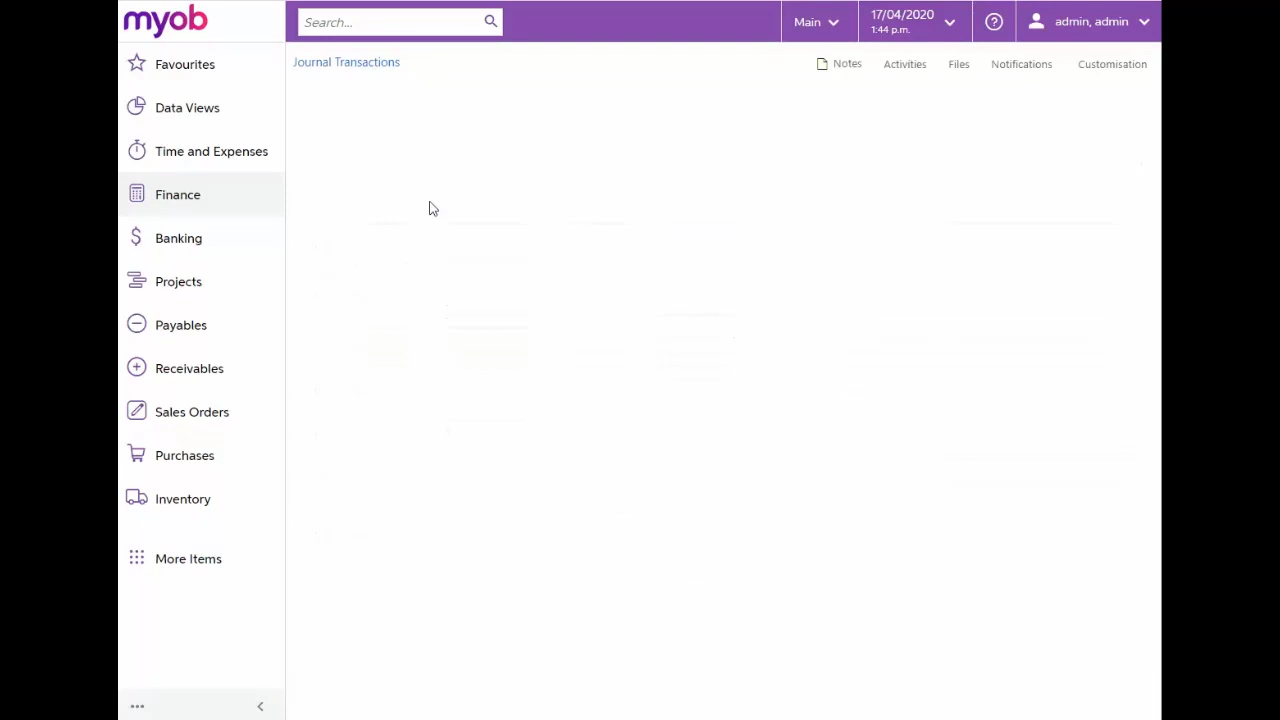 myob
Search...
Main
17/04/2020
1:44 p.m.
admin, admin
Favourites
Data Views
Time and Expenses
Finance
Banking
Projects
Payables
Receivables
Sales Orders
Purchases
Inventory
More Items
Journal Transactions
Notes
Activities
Files
Notifications
Customisation